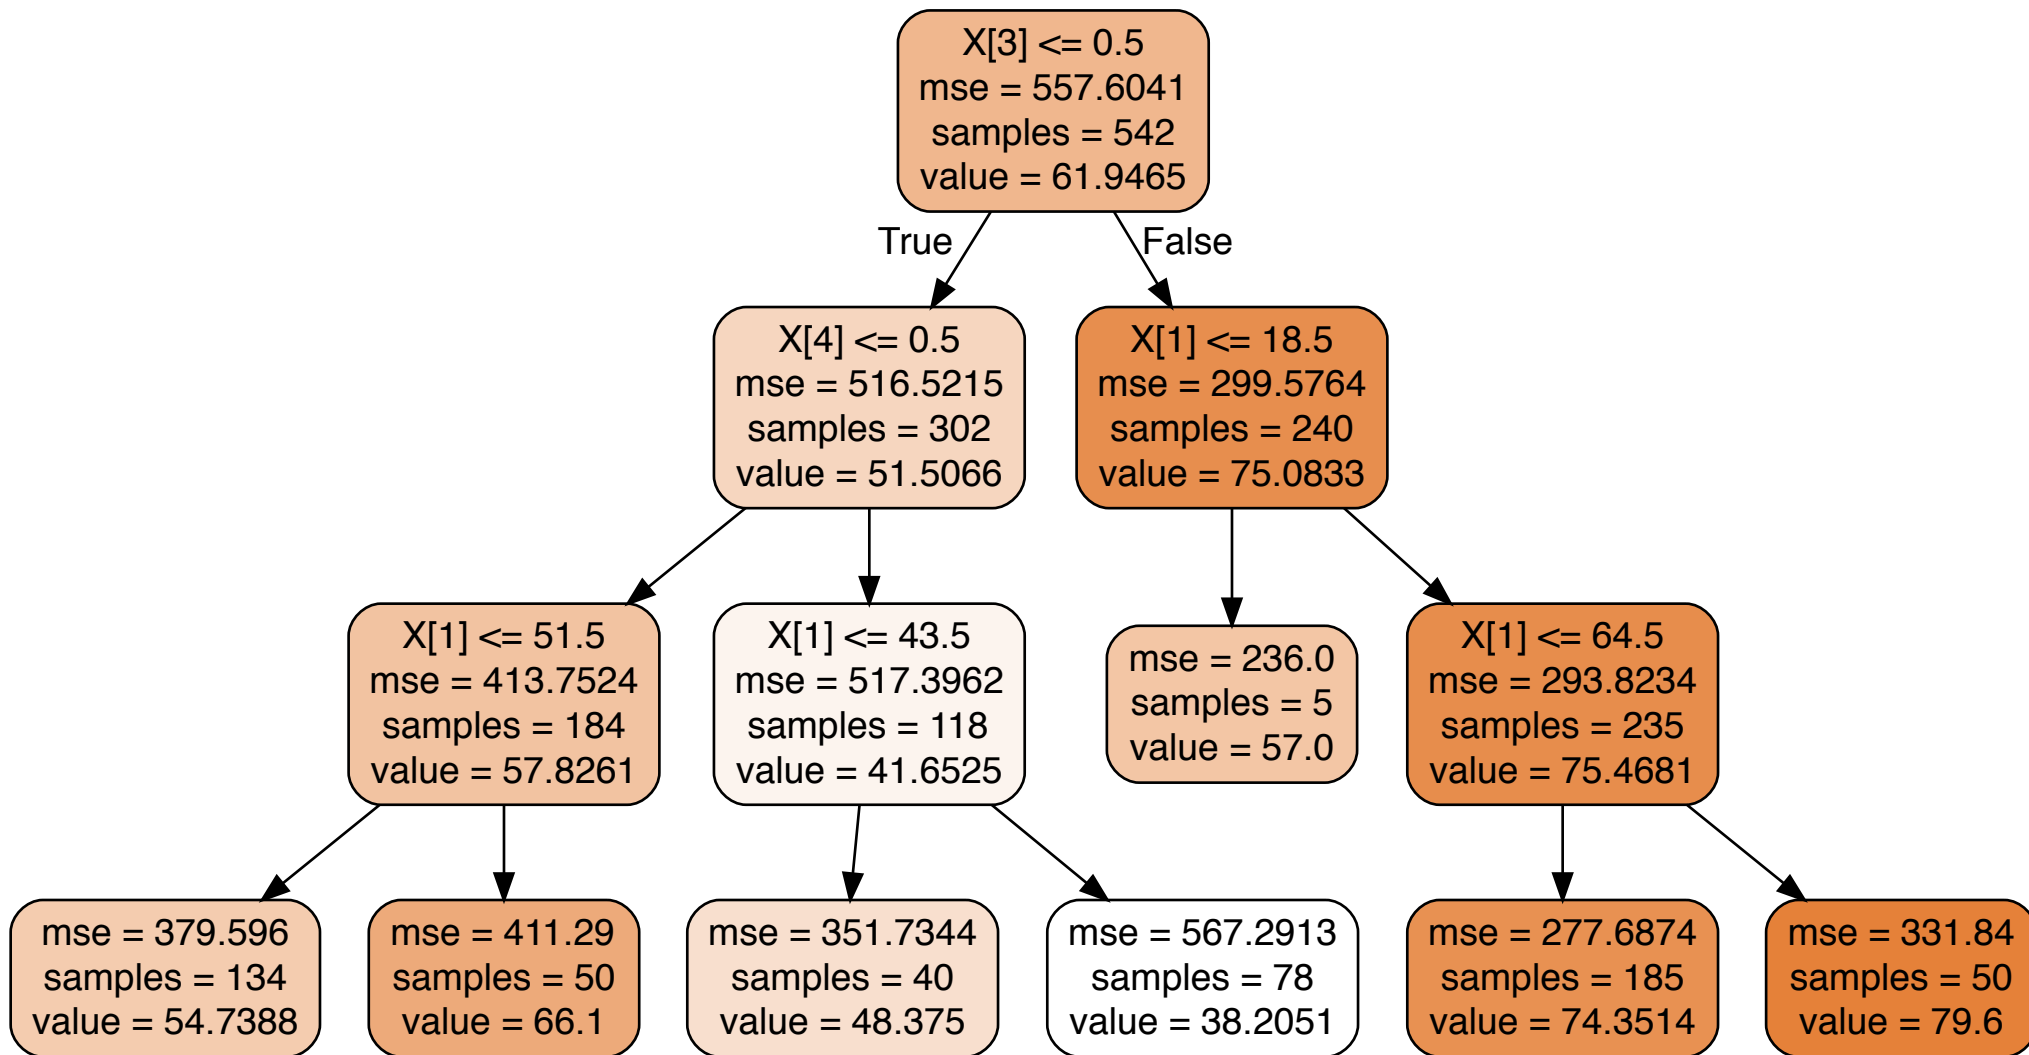 X[3] <= 0.5
mse = 557.6041
samples = 542
value = 61.9465
True
False
X[4] <= 0.5
mse = 516.5215
samples = 302
value = 51.5066
X[1] <= 18.5
mse = 299.5764
samples = 240
value = 75.0833
X[1] <= 51.5
mse = 413.7524
samples = 184
value = 57.8261
X[1] <= 43.5
mse = 517.3962
samples = 118
value = 41.6525
mse = 236.0
samples = 5
value = 57.0
X[1] <= 64.5
mse = 293.8234
samples = 235
value = 75.4681
mse = 379.596
samples = 134
value = 54.7388
mse = 411.29
samples = 50
value = 66.1
mse = 351.7344
samples = 40
value = 48.375
mse = 567.2913
samples = 78
value = 38.2051
mse = 277.6874
samples = 185
value = 74.3514
mse = 331.84
samples = 50
value = 79.6